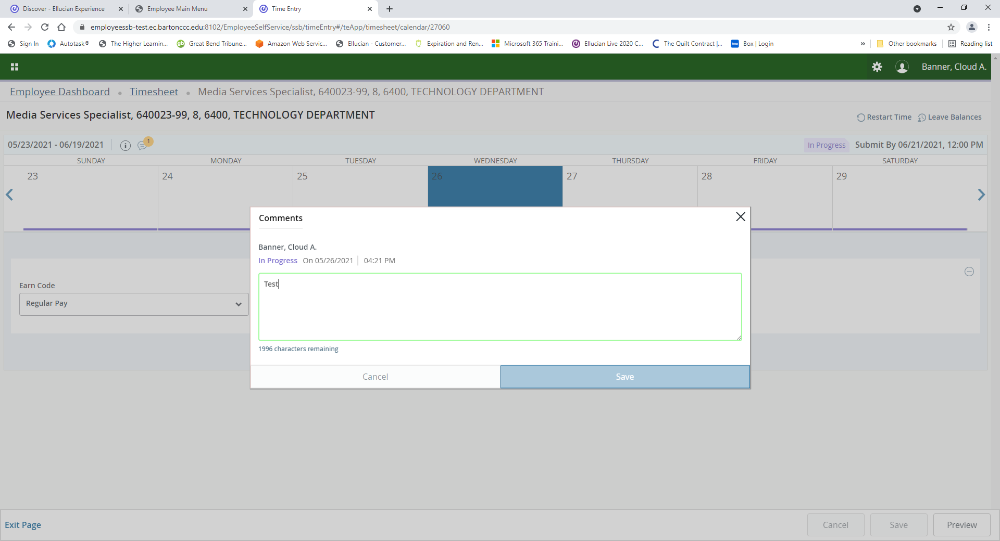 Discover - Ellucian Experience
Employee Main Menu
Time Entry
employeessb-test.ec.bartonccc.edu:8102/EmployeeSelfService/ssb/timeEntry#/teApp/timesheet/calendar/27060
Sign In
Autotask®
The Higher Learnin...
gb
Great Bend Tribune...
Amazon Web Servic...
Ellucian - Customer...
Expiration and Ren...
Microsoft 365 Traini...
Ellucian Live 2020 C...
The Quilt Contract |...
box
Box | Login
»
Other bookmarks
Reading list
Banner, Cloud A.
Employee Dashboard • Timesheet • Media Services Specialist, 640023-99, 8, 6400, TECHNOLOGY DEPARTMENT
Media Services Specialist, 640023-99, 8, 6400, TECHNOLOGY DEPARTMENT
Restart Time
Leave Balances
05/23/2021 - 06/19/2021
1
In Progress
Submit By 06/21/2021, 12:00 PM
SUNDAY
MONDAY
TUESDAY
WEDNESDAY
THURSDAY
FRIDAY
SATURDAY
23
24
25
26
27
28
29
Comments
Banner, Cloud A.
In Progress On 05/26/2021 | 04:21 PM
Test
1996 characters remaining
Cancel
Save
Earn Code
Regular Pay
Exit Page
Cancel
Save
Preview